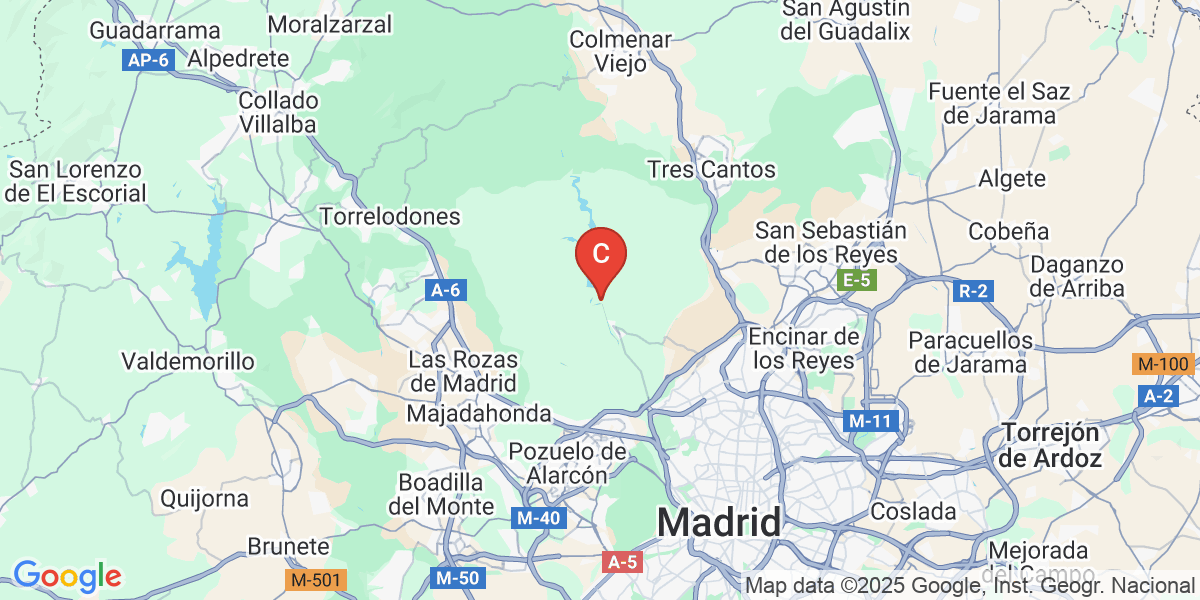 San Agustín
del Guadalix
Moralzarzal
Guadarrama
Colmenar
Viejo
AP-6
Alpedrete
Fuente el Saz
de Jarama
Collado
Villalba
San Lorenzo
de El Escorial
Tres Cantos
Algete
Torrelodones
San Sebastián
de los Reyes
Cobeña
C
Daganzo
de Arriba
E-5
A-6
R-2
Encinar de
los Reyes
Paracuellos
de Jarama
Valdemorillo
Las Rozas
de Madrid
M-100
A-2
Majadahonda
M-11
Torrejón
de Ardoz
Pozuelo de
Alarcón
Boadilla
del Monte
Quijorna
Coslada
M-40
Madrid
Brunete
Mejorada
del Campo
A-5
Google
M-501
M-50
Map data ©2025 Google, Inst. Geogr. Nacional